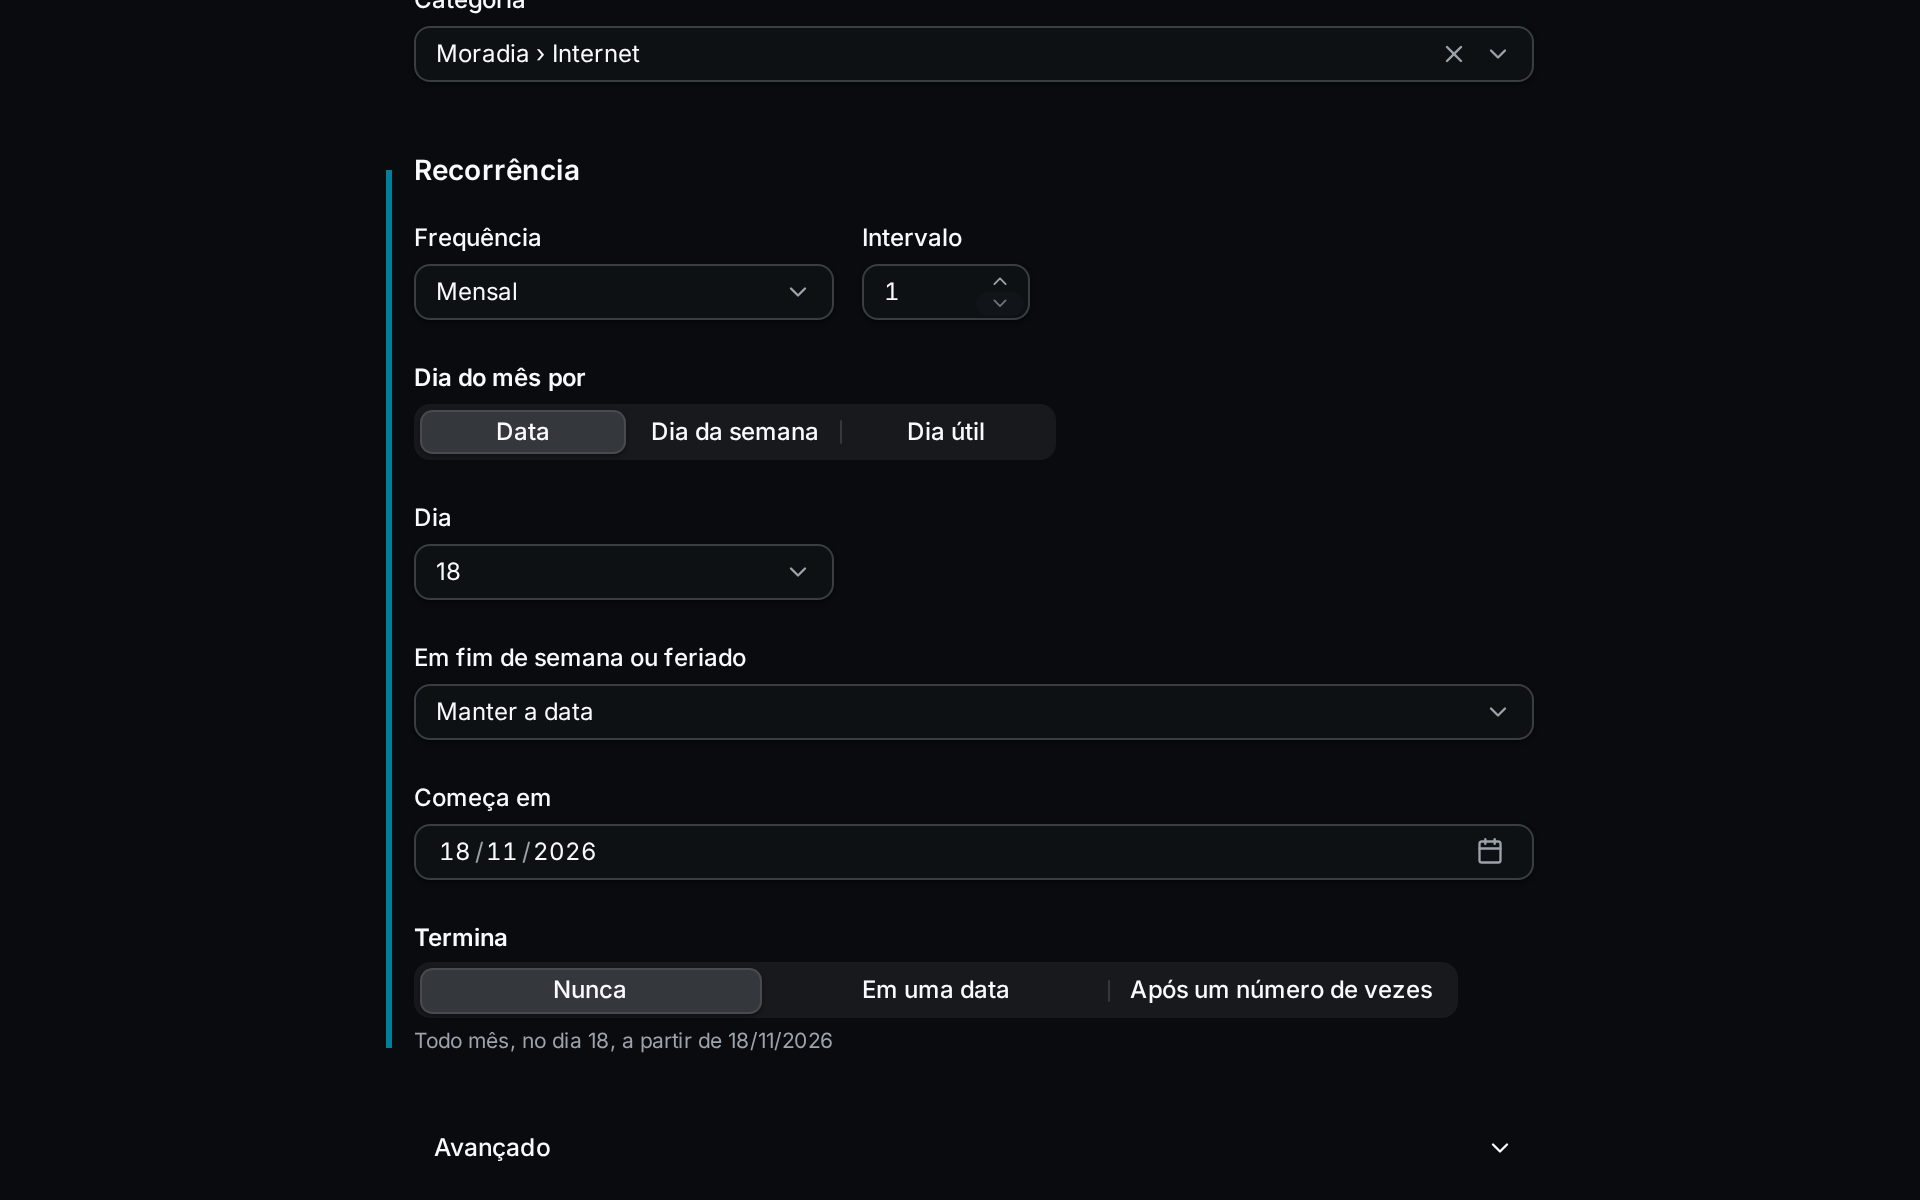 Categoria
Moradia › Internet
Recorrência
Frequência
Intervalo
Mensal
1
Dia do mês por
Data
Dia da semana
Dia útil
Dia
18
Em fim de semana ou feriado
Manter a data
Começa em
18/11/2026
Termina
Nunca
Em uma data
Após um número de vezes
Todo mês, no dia 18, a partir de 18/11/2026
Avançado